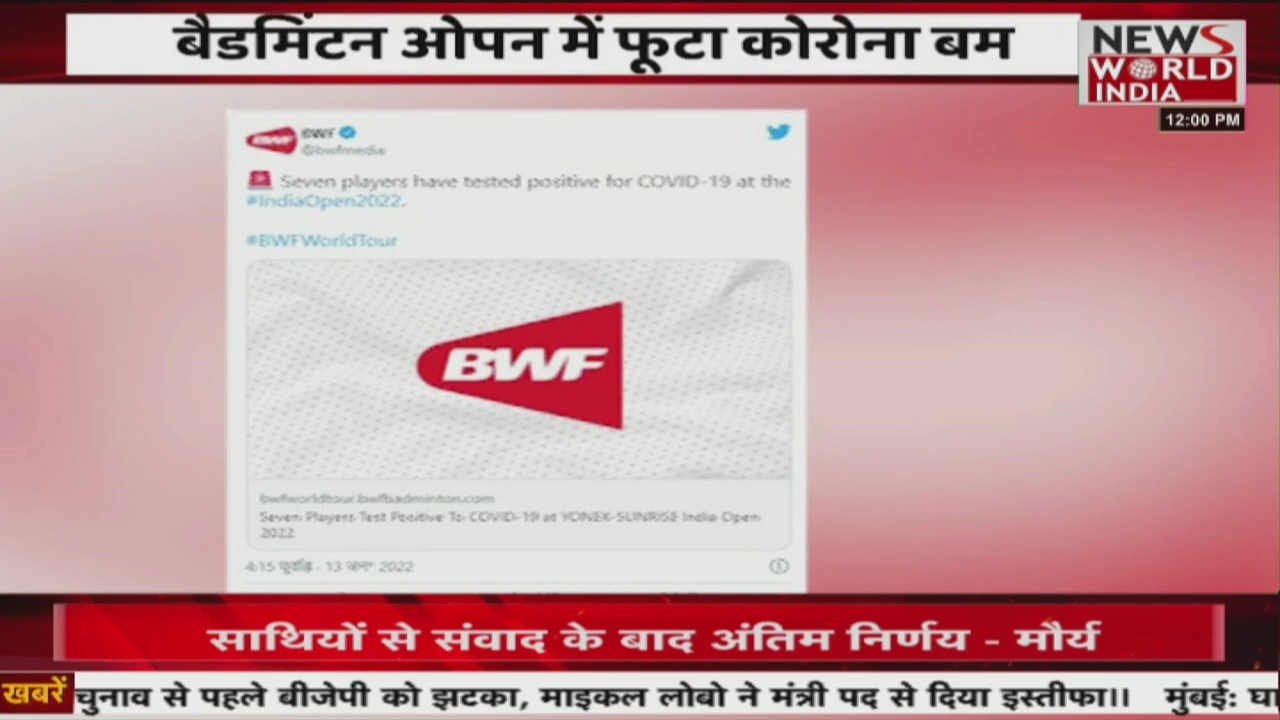 बैडमिंटन ओपन में फूटा कोरोना बम
NEWS
WORLD
INDIA
12:00 PM
BWF
BWF
@bwfmedia
Seven players have tested positive for COVID-19 at the
#IndiaOpen2022.
#BWFWorldTour
BWF
bwfworldtour.bwfbadminton.com
Seven Players Test Positive To COVID-19 at YONEX-SUNRISE India Open
2022
4:15 पूर्वाह्न · 13 जन॰ 2022
साथियों से संवाद के बाद अंतिम निर्णय - मौर्य
खबरें चुनाव से पहले बीजेपी को झटका, माइकल लोबो ने मंत्री पद से दिया इस्तीफा।। मुंबई: घा